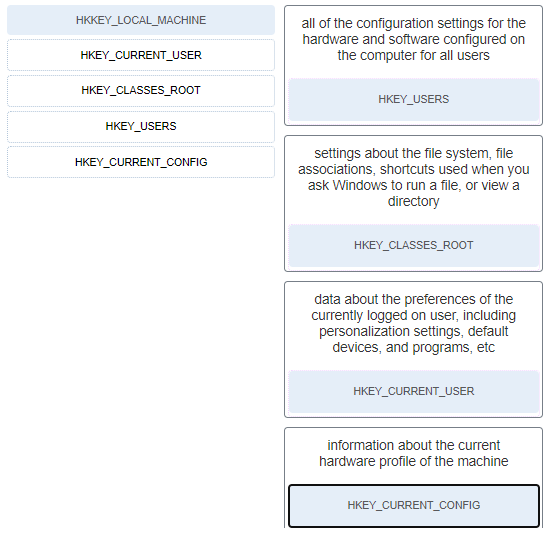 HKKEY_LOCAL_MACHINE
HKEY_CURRENT_USER
HKEY_CLASSES_ROOT
HKEY_USERS
HKEY_CURRENT_CONFIG
all of the configuration settings for the
hardware and software configured on
the computer for all users
HKEY_USERS
settings about the file system, file
associations, shortcuts used when you
ask Windows to run a file, or view a
directory
HKEY_CLASSES_ROOT
data about the preferences of the
currently logged on user, including
personalization settings, default
devices, and programs, etc
HKEY_CURRENT_USER
information about the current
hardware profile of the machine
HKEY_CURRENT_CONFIG